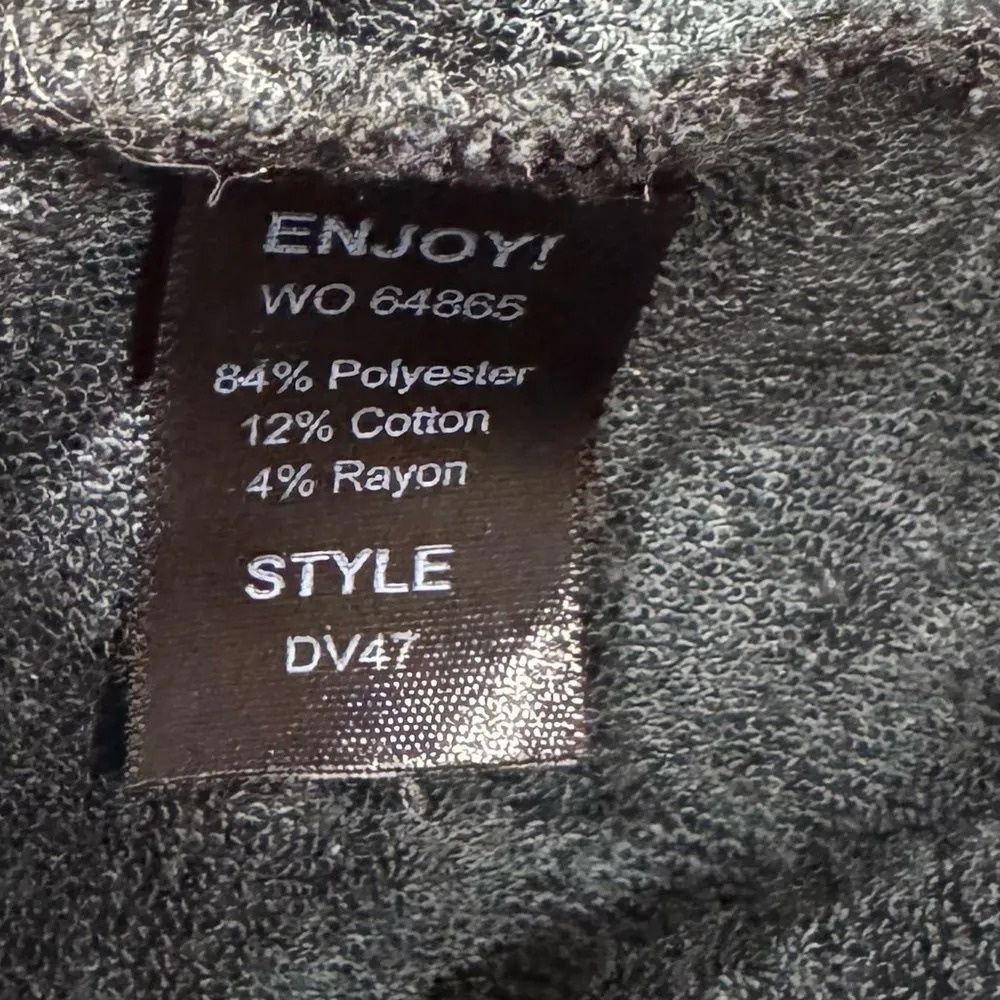 ENJOY!
WO 64865
84% Polyester
12% Cotton
4% Rayon
STYLE
DV47